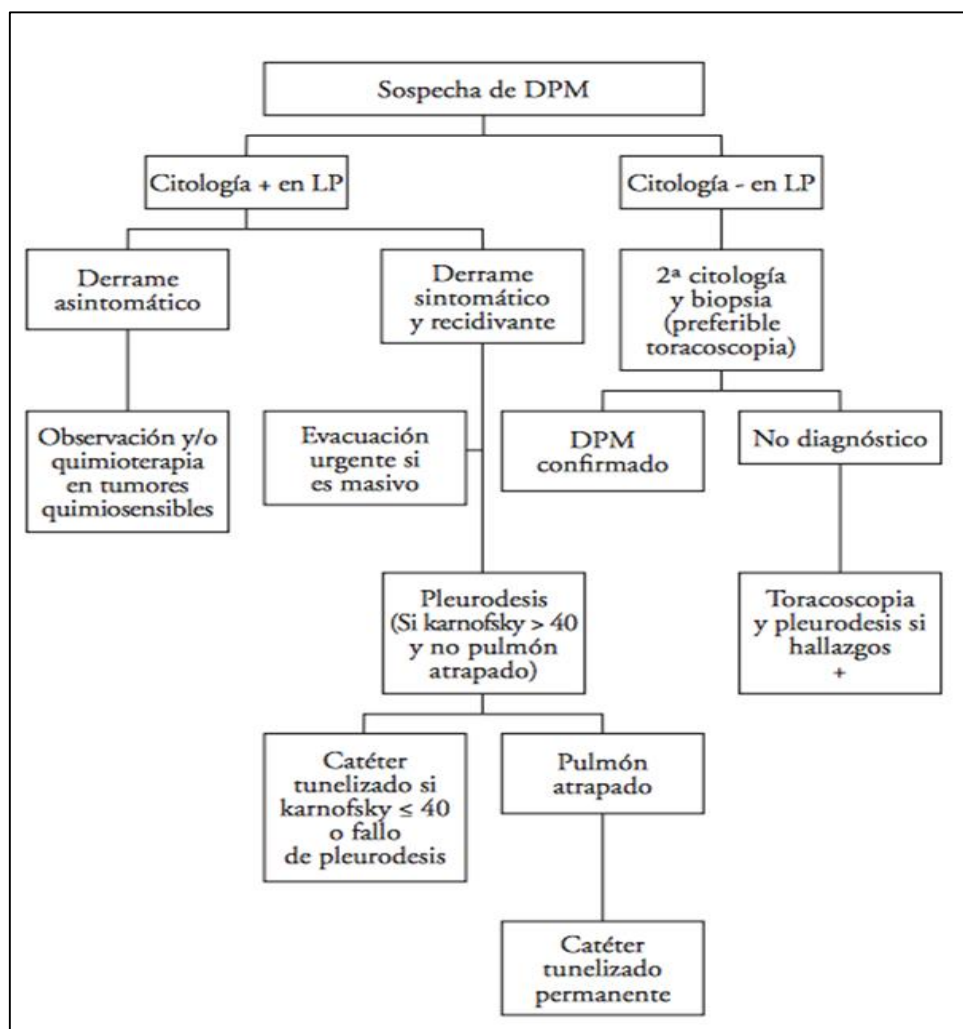 Sospecha de DPM
Citología + en LP
Citología - en LP
Derrame
asintomático
Derrame
sintomático
y recidivante
2ª citología
y biopsia
(preferible
toracoscopia)
Observación y/o
quimioterapia
en tumores
quimiosensibles
Evacuación
urgente si
es masivo
DPM
confirmado
No diagnóstico
Pleurodesis
(Si karnofsky > 40
y no pulmón
atrapado)
Toracoscopia
y pleurodesis si
hallazgos
+
Catéter
tunelizado si
karnofsky ≤ 40
o fallo
de pleurodesis
Pulmón
atrapado
Catéter
tunelizado
permanente